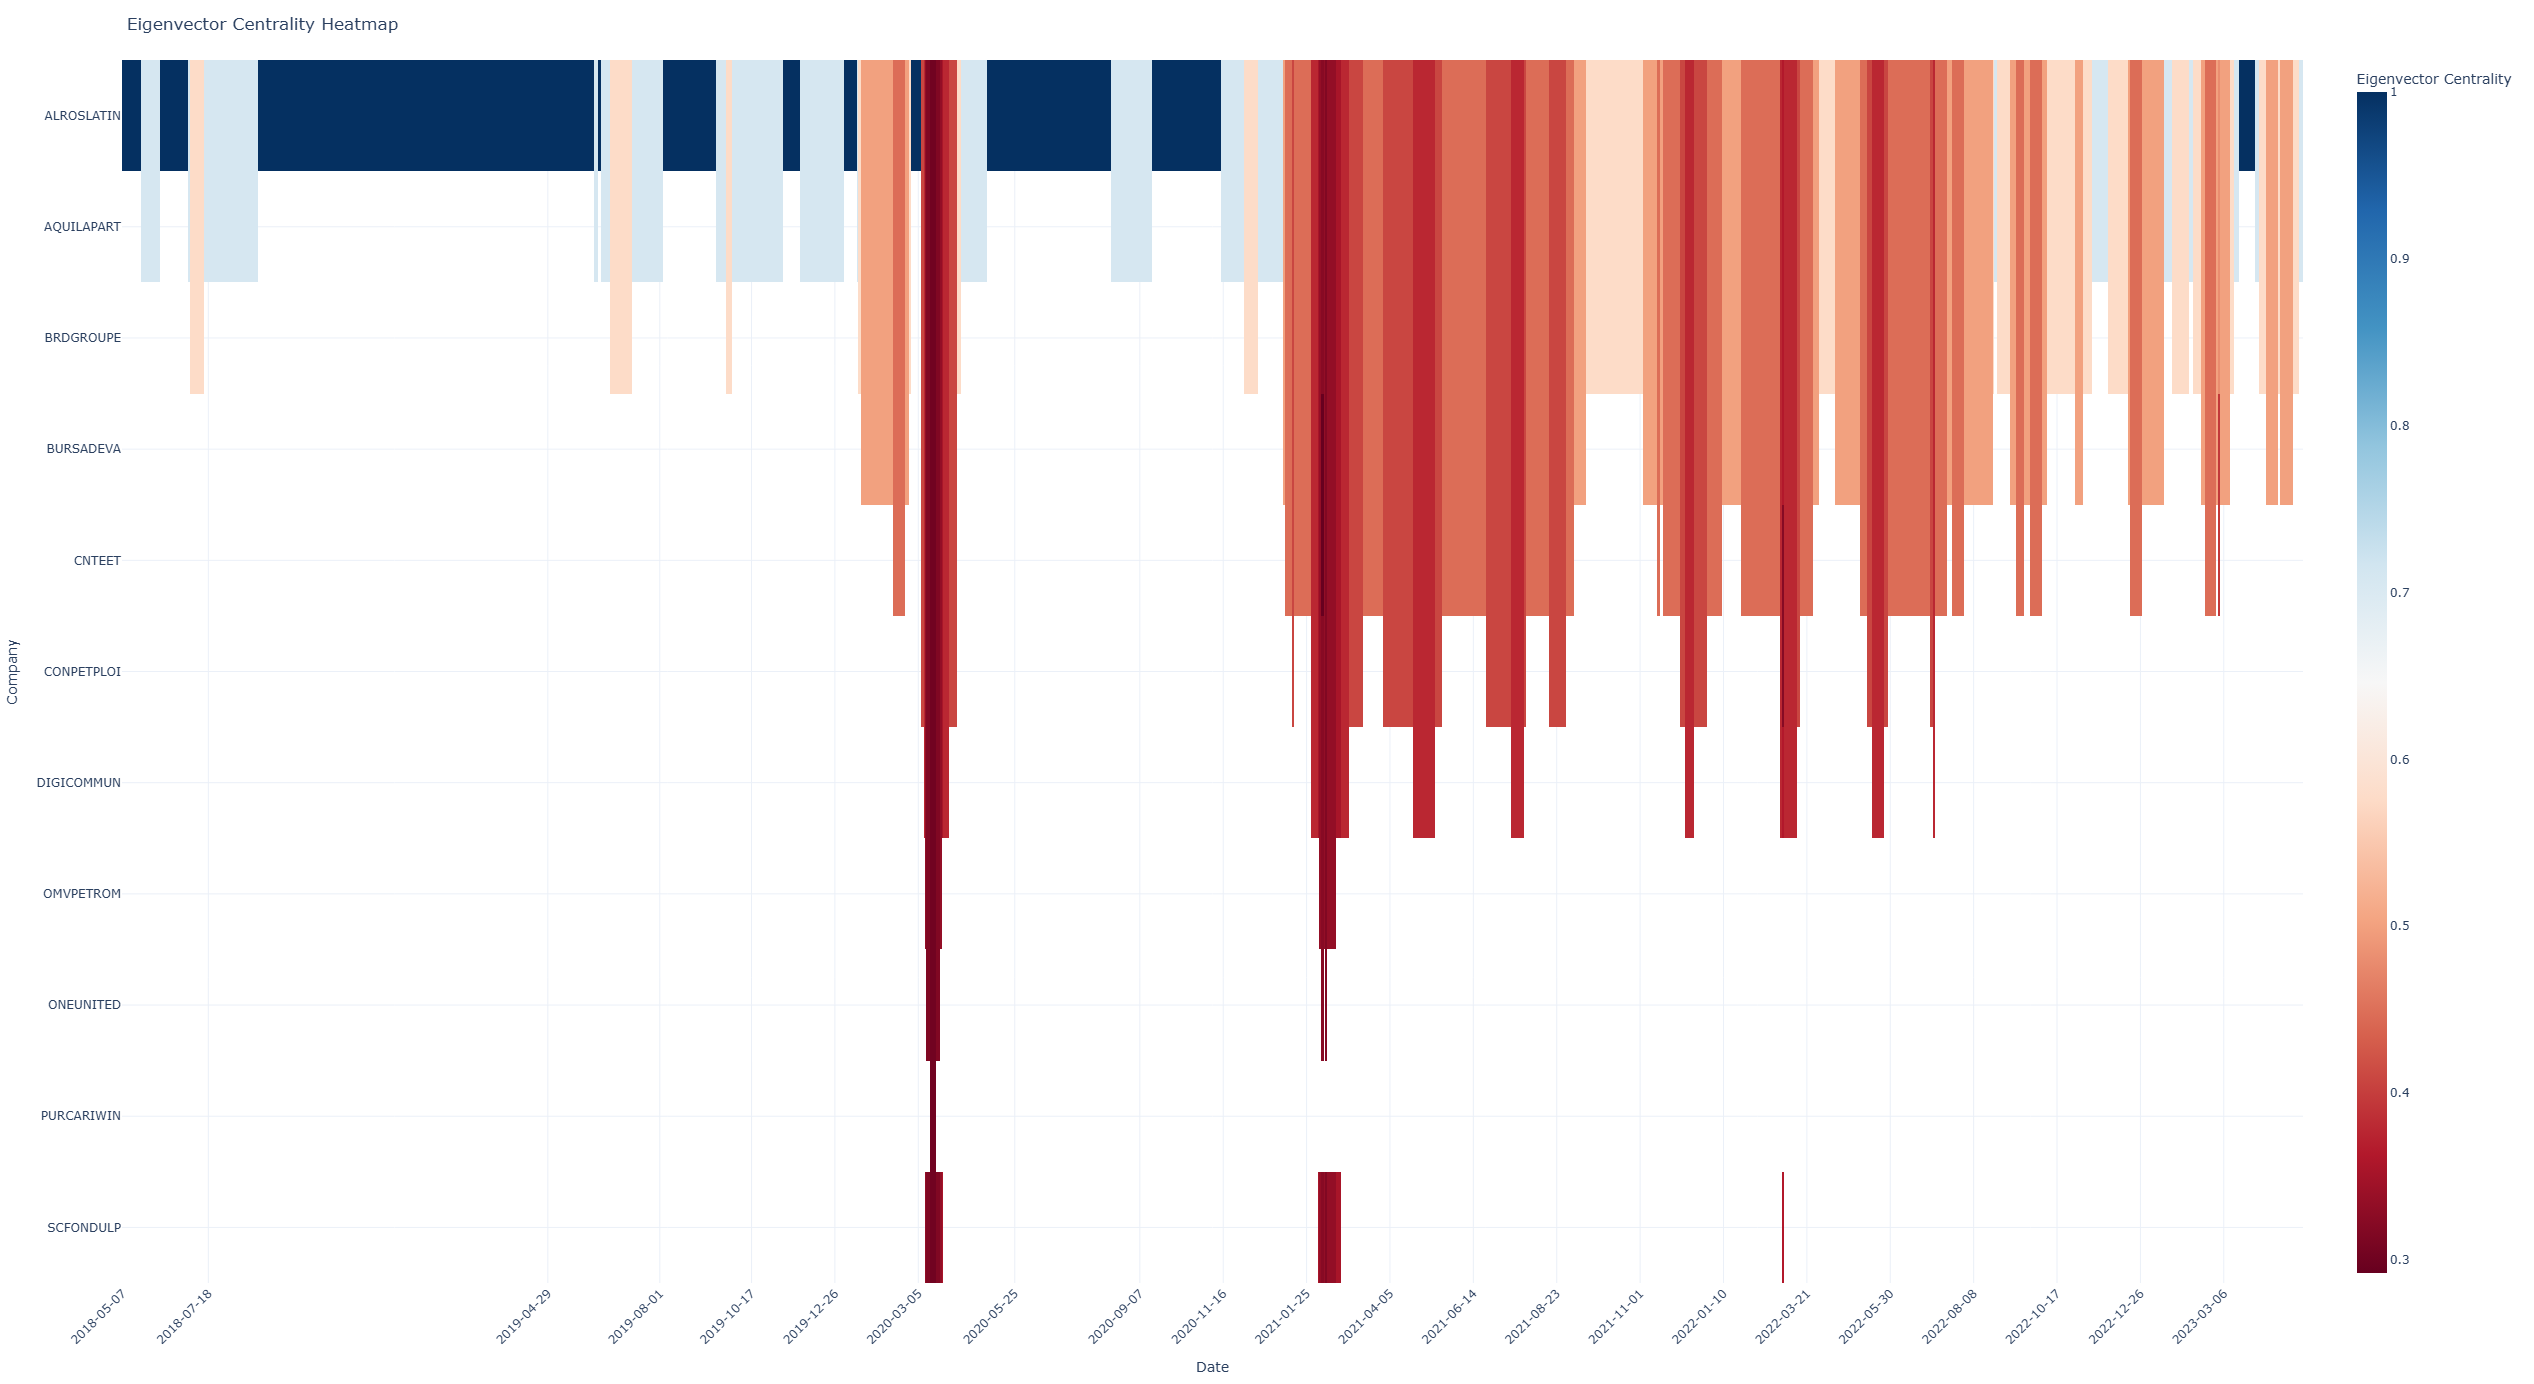 Eigenvector Centrality Heatmap
Eigenvector Centrality
1
0.9
0.8
0.7
0.6
0.5
0.4
0.3
Company
ALROSLATIN
AQUILAPART
BRDGROUPE
BURSADEVA
CNTEET
CONPETPLOI
DIGICOMMUN
OMVPETROM
ONEUNITED
PURCARIWIN
SCFONDULP
2018-05-07
2018-07-18
2019-04-29
2019-08-01
2019-10-17
2019-12-26
2020-03-05
2020-05-25
2020-09-07
2020-11-16
2021-01-25
2021-04-05
2021-06-14
2021-08-23
2021-11-01
2022-01-10
2022-03-21
2022-05-30
2022-08-08
2022-10-17
2022-12-26
2023-03-06
Date